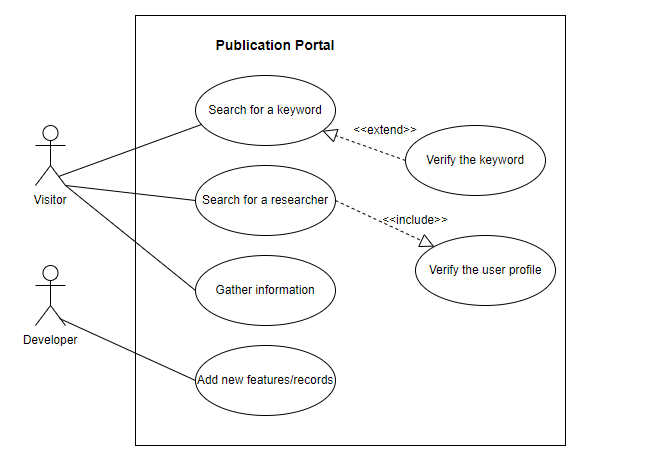 Publication Portal
Search for a keyword
<<extend>>
Verify the keyword
Visitor
Search for a researcher
<<include>>
Verify the user profile
Gather information
Developer
Add new features/records